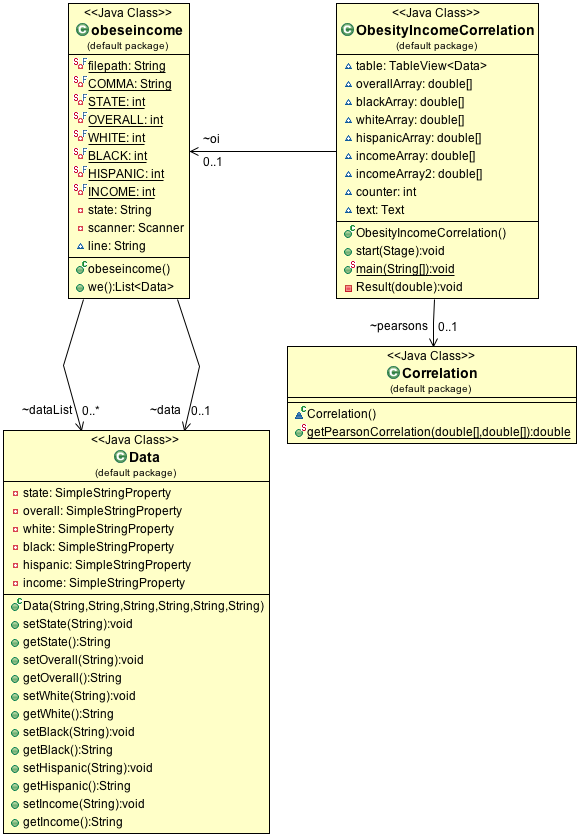 <<Java Class>>
obeseincome
(default package)
filepath: String
COMMA: String
STATE: int
OVERALL: int
WHITE: int
BLACK: int
HISPANIC: int
INCOME: int
state: String
scanner: Scanner
line: String
obeseincome()
we():List<Data>
<<Java Class>>
ObesityIncomeCorrelation
(default package)
table: TableView<Data>
overallArray: double[]
blackArray: double[]
whiteArray: double[]
hispanicArray: double[]
incomeArray: double[]
incomeArray2: double[]
counter: int
text: Text
ObesityIncomeCorrelation()
start(Stage):void
main(String[]):void
Result(double):void
~oi
0..1
~pearsons 0..1
<<Java Class>>
Correlation
(default package)
Correlation()
getPearsonCorrelation(double[],double[]):double
~dataList 0..*
~data 0..1
<<Java Class>>
Data
(default package)
state: SimpleStringProperty
overall: SimpleStringProperty
white: SimpleStringProperty
black: SimpleStringProperty
hispanic: SimpleStringProperty
income: SimpleStringProperty
Data(String,String,String,String,String,String)
setState(String):void
getState():String
setOverall(String):void
getOverall():String
setWhite(String):void
getWhite():String
setBlack(String):void
getBlack():String
setHispanic(String):void
getHispanic():String
setIncome(String):void
getIncome():String